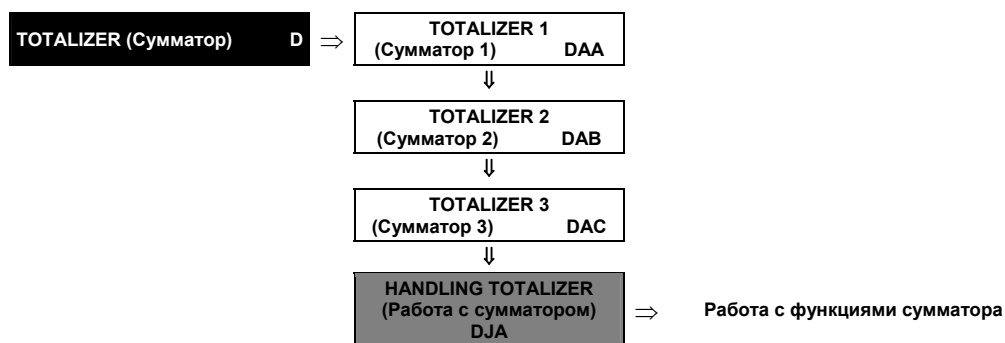 TOTALIZER (Сумматор) D ⇒
TOTALIZER 1
(Сумматор 1) DAA
⇓
TOTALIZER 2
(Сумматор 2) DAB
⇓
TOTALIZER 3
(Сумматор 3) DAC
⇓
HANDLING TOTALIZER
(Работа с сумматором)
DJA
⇒ Работа с функциями сумматора